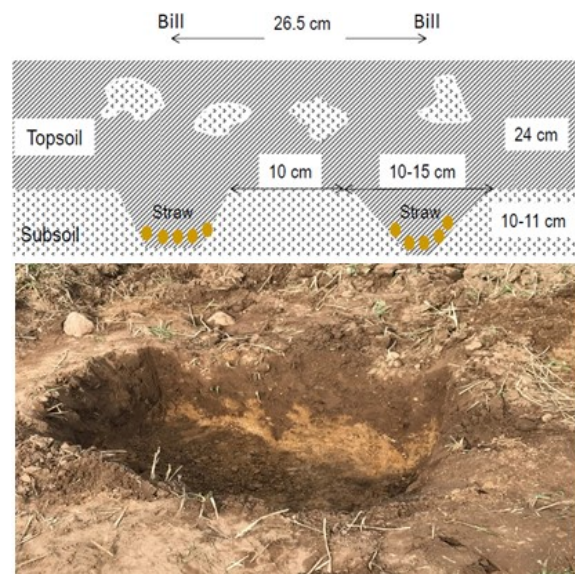 Bill 26.5 cm Bill
Topsoil 24 cm
10 cm 10-15 cm
Straw Straw
Subsoil 10-11 cm